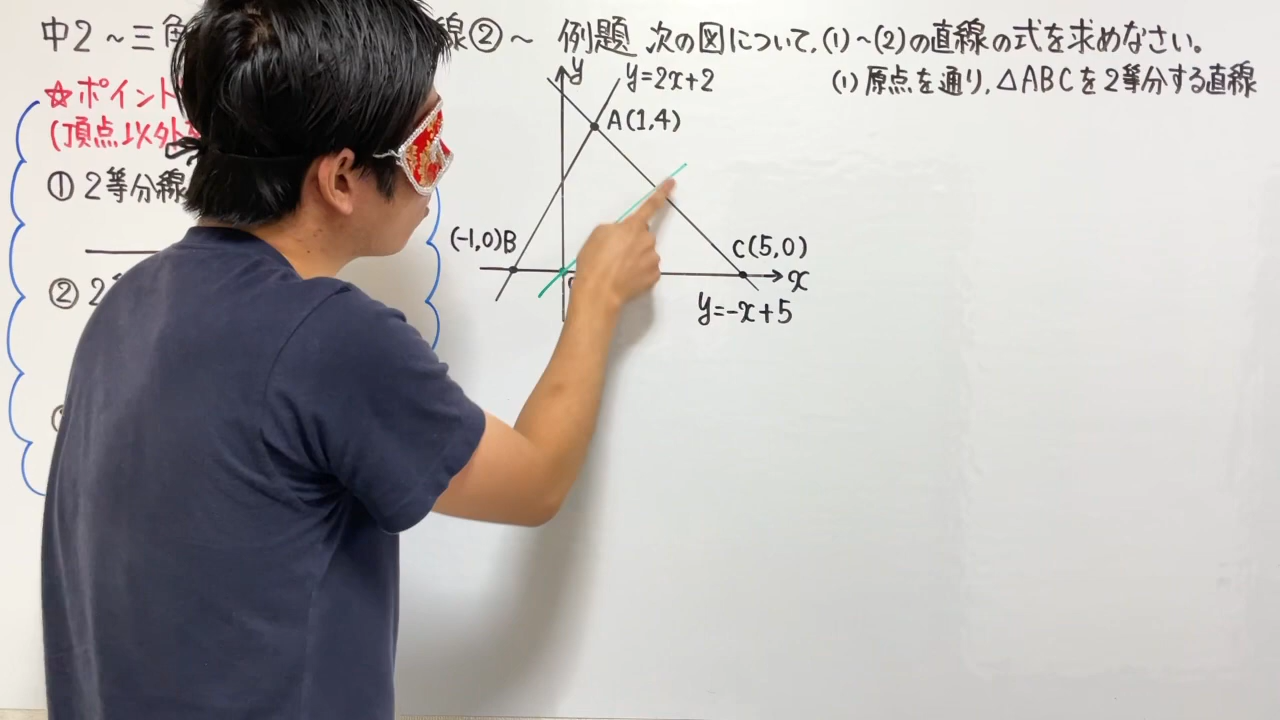 中2~三角 線②~ 例題 次の図について,(1)~(2)の直線の式を求めなさい。
☆ポイント
(頂点以外
①2等分線
②2
y
y=2x+2
A(1,4)
(-1,0)B
C(5,0)
x
y=-x+5
(1)原点を通り,△ABCを2等分する直線